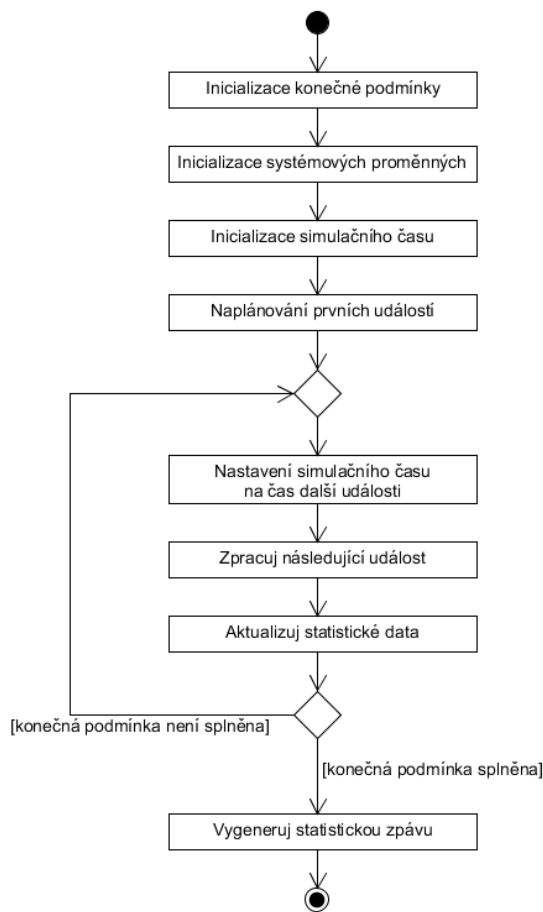 Inicializace konečné podmínky
Inicializace systémových proměnných
Inicializace simulačního času
Naplánování prvních událostí
Nastavení simulačního času
na čas další události
Zpracuj následující událost
Aktualizuj statistické data
[konečná podmínka není splněna]
[konečná podmínka splněna]
Vygeneruj statistickou zpávu